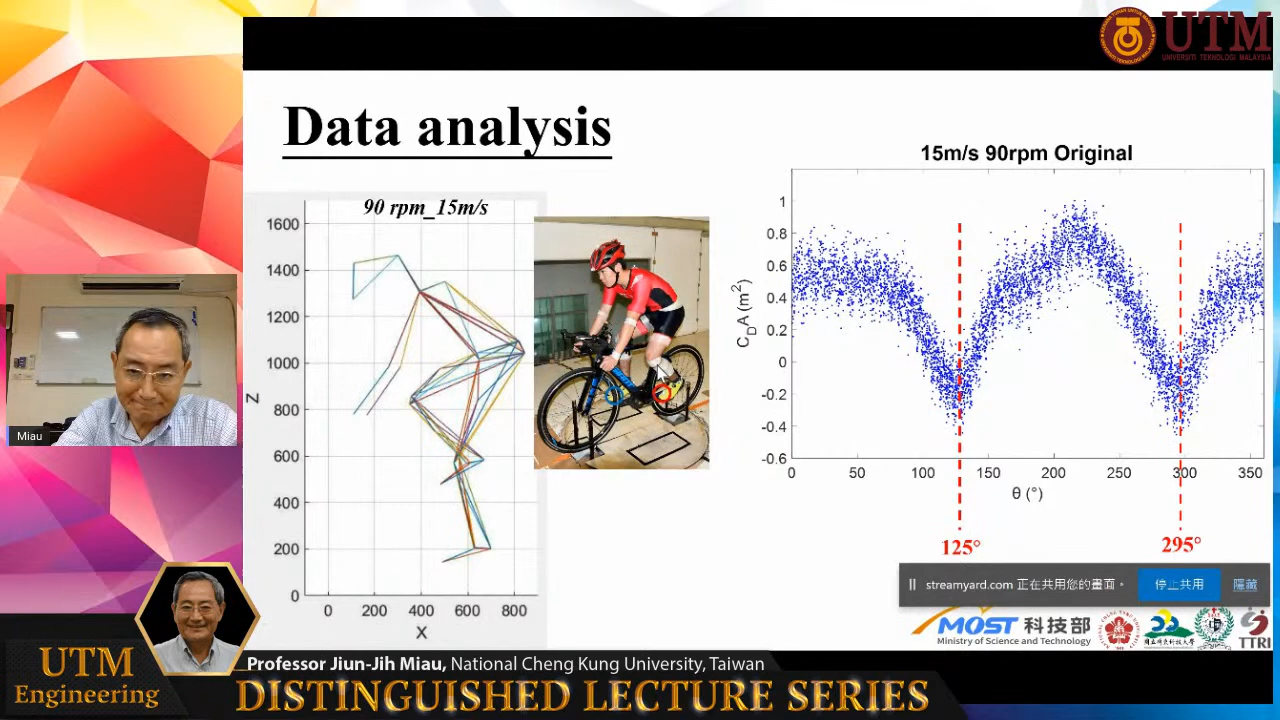 UTM
UNIVERSITI TEKNOLOGI MALAYSIA
Data analysis
90 rpm_15m/s
1600
1400
1200
1000
800
600
400
200
0
Z
0
200
400
600
800
X
15m/s 90rpm Original
1
0.8
0.6
0.4
0.2
0
-0.2
-0.4
-0.6
C_DA (m²)
0
50
100
150
200
250
300
350
θ (°)
125°
295°
Miau
streamyard.com 正在共用您的畫面。
停止共用
隱藏
MOST 科技部
Ministry of Science and Technology
TTRI
UTM
Engineering
Professor Jiun-Jih Miau, National Cheng Kung University, Taiwan
DISTINGUISHED LECTURE SERIES